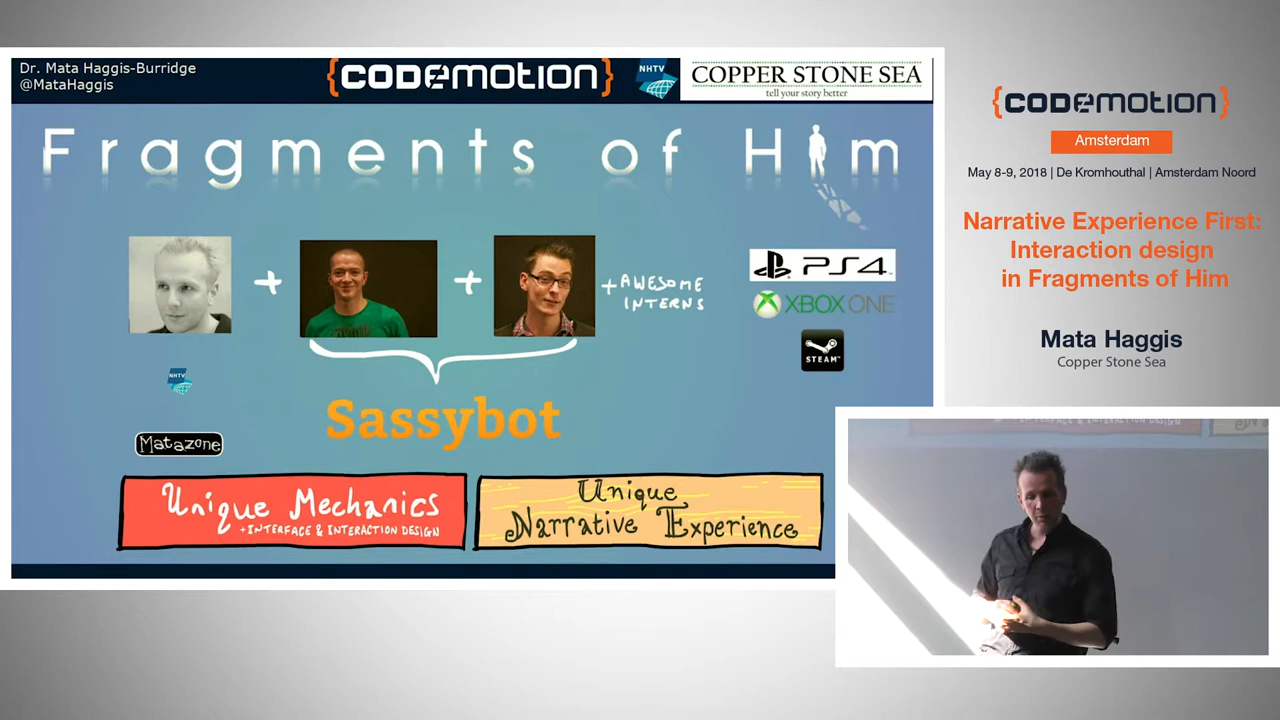 Dr. Mata Haggis-Burridge
@MataHaggis
{CODEMOTION}
NHTV
COPPER STONE SEA
tell your story better
Fragments of Him
+ + +AWESOME
INTERNS
PS4
XBOX ONE
STEAM™
NHTV
Matazone
Sassybot
Unique Mechanics
+INTERFACE & INTERACTION DESIGN
Unique
Narrative Experience
{CODEMOTION}
Amsterdam
May 8-9, 2018 | De Kromhouthal | Amsterdam Noord
Narrative Experience First:
Interaction design
in Fragments of Him
Mata Haggis
Copper Stone Sea